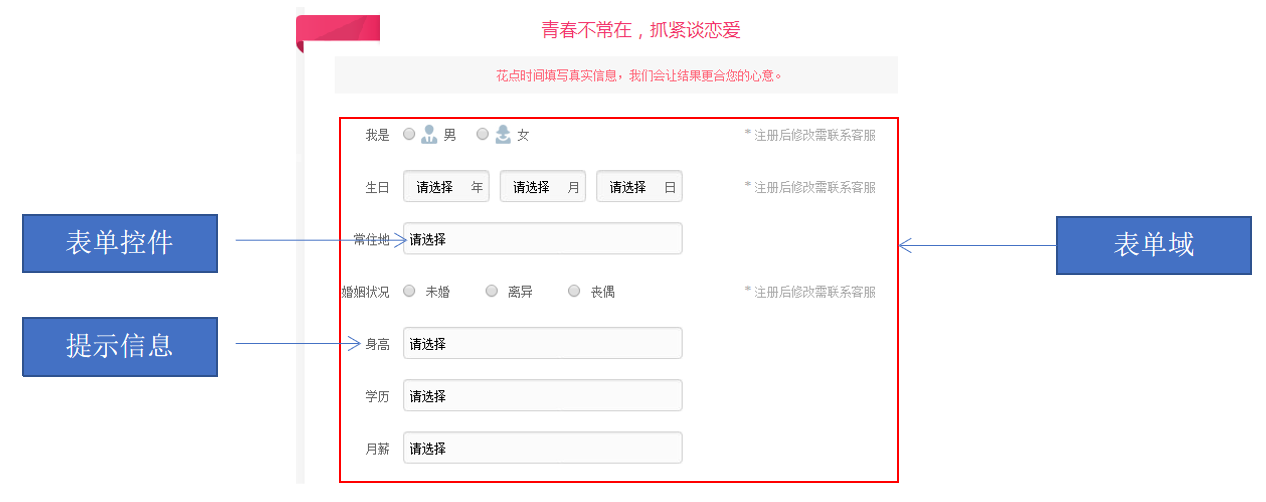 青春不常在，抓紧谈恋爱
花点时间填写真实信息，我们会让结果更合您的心意。
我是 男 女 *注册后修改需联系客服
生日 请选择 年 请选择 月 请选择 日 *注册后修改需联系客服
表单控件
常住地 请选择
表单域
婚姻状况 未婚 离异 丧偶 *注册后修改需联系客服
提示信息
身高 请选择
学历 请选择
月薪 请选择